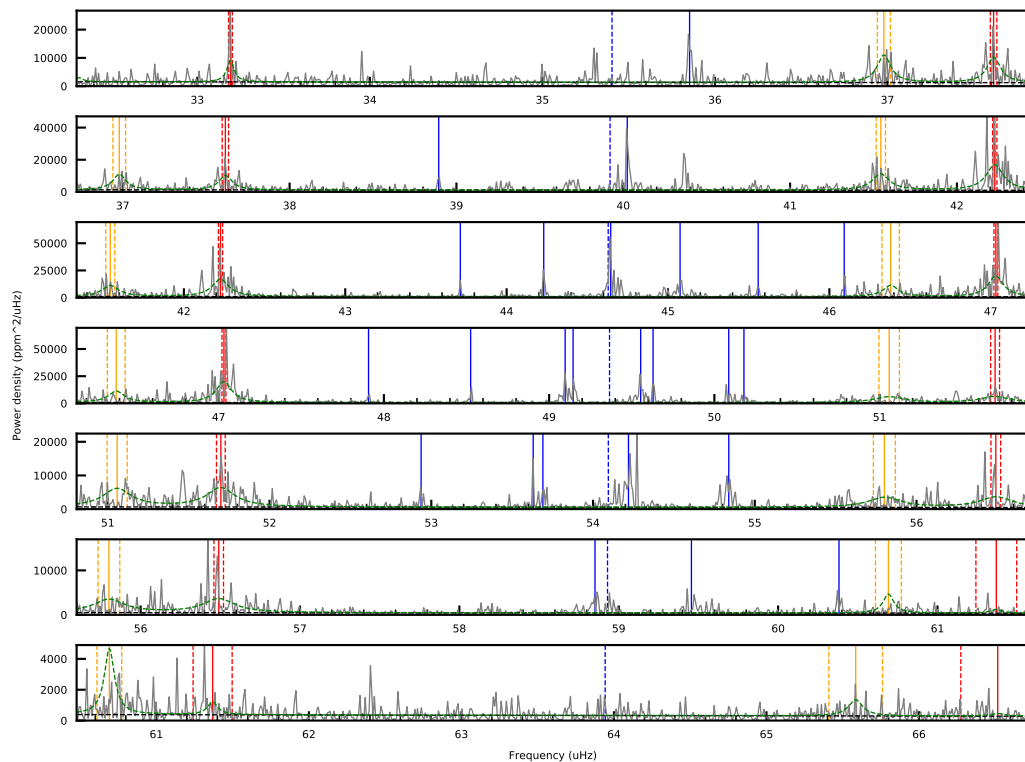 20000
10000
0
33 34 35 36 37
40000
20000
0
37 38 39 40 41 42
50000
25000
0
42 43 44 45 46 47
50000
25000
0
47 48 49 50 51
20000
10000
0
51 52 53 54 55 56
10000
0
56 57 58 59 60 61
4000
2000
0
61 62 63 64 65 66
Power density (ppm^2/uHz)
Frequency (uHz)